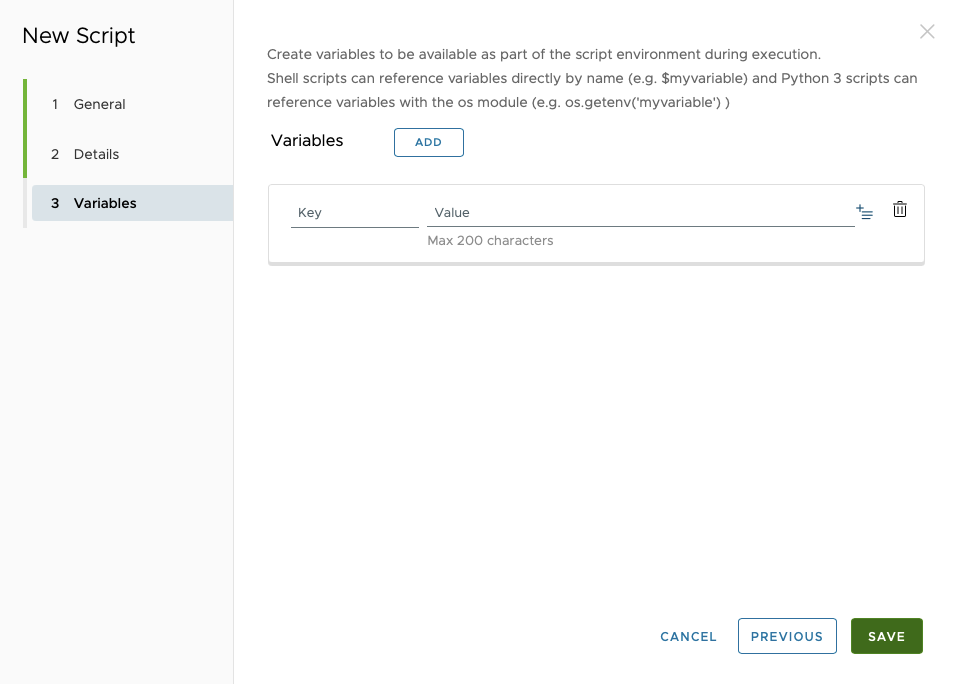 New Script
1 General
2 Details
3 Variables
Create variables to be available as part of the script environment during execution.
Shell scripts can reference variables directly by name (e.g. $myvariable) and Python 3 scripts can
reference variables with the os module (e.g. os.getenv('myvariable') )
Variables
ADD
Key
Value
Max 200 characters
CANCEL
PREVIOUS
SAVE